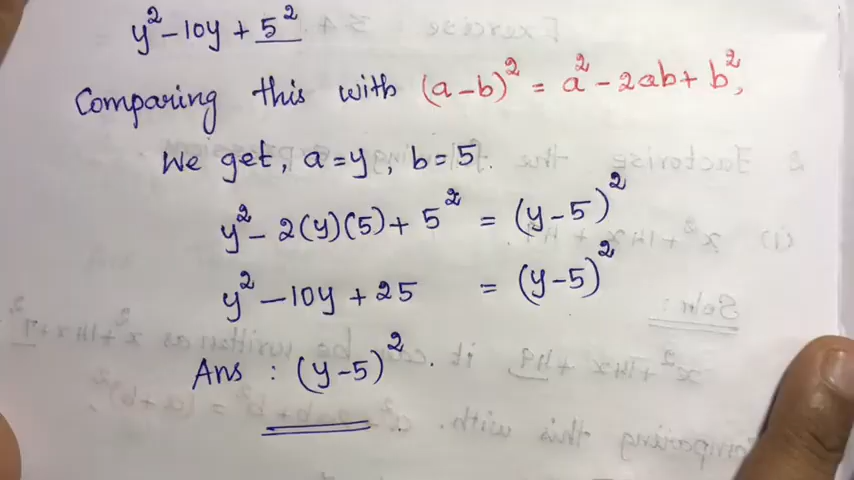 y² - 10y + 5²
Comparing this with (a-b)² = a² - 2ab + b²,
We get, a = y, b = 5.
y² - 2(y)(5) + 5² = (y-5)²
y² - 10y + 25 = (y-5)²
Ans : (y-5)².